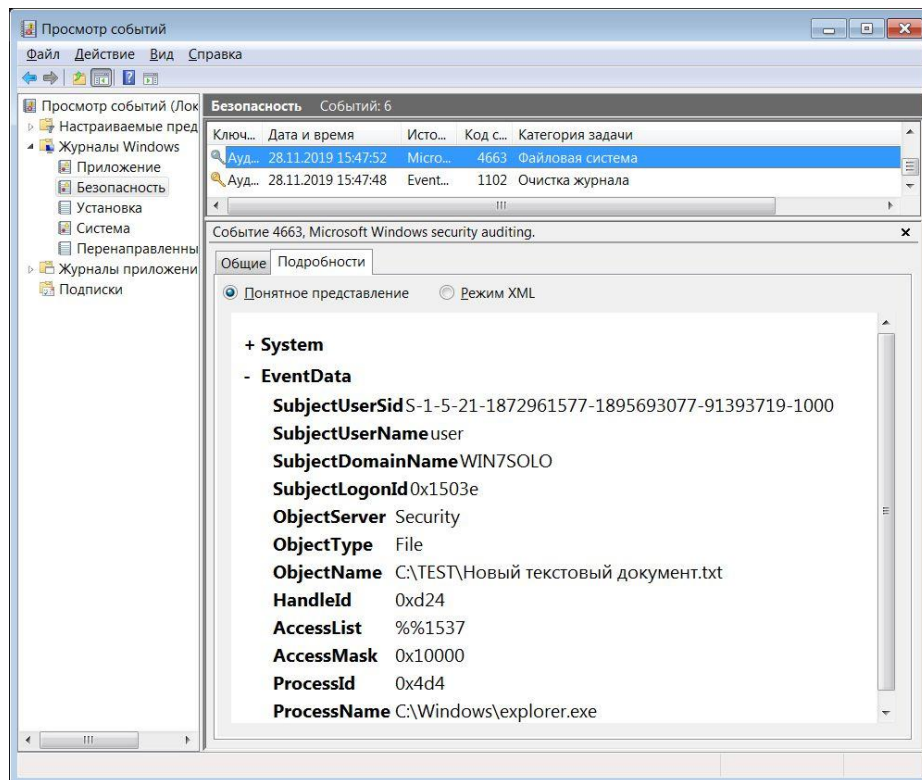 Просмотр событий
Файл Действие Вид Справка
Просмотр событий (Лок
Настраиваемые пред
Журналы Windows
Приложение
Безопасность
Установка
Система
Перенаправленны
Журналы приложени
Подписки
Безопасность Событий: 6
Ключ... Дата и время Исто... Код с... Категория задачи
Ауд... 28.11.2019 15:47:52 Micro... 4663 Файловая система
Ауд... 28.11.2019 15:47:48 Event... 1102 Очистка журнала
Событие 4663, Microsoft Windows security auditing.
Общие Подробности
Понятное представление Режим XML
+ System
- EventData
SubjectUserSid S-1-5-21-1872961577-1895693077-91393719-1000
SubjectUserName user
SubjectDomainName WIN7SOLO
SubjectLogonId 0x1503e
ObjectServer Security
ObjectType File
ObjectName C:\TEST\Новый текстовый документ.txt
HandleId 0xd24
AccessList %%1537
AccessMask 0x10000
ProcessId 0x4d4
ProcessName C:\Windows\explorer.exe